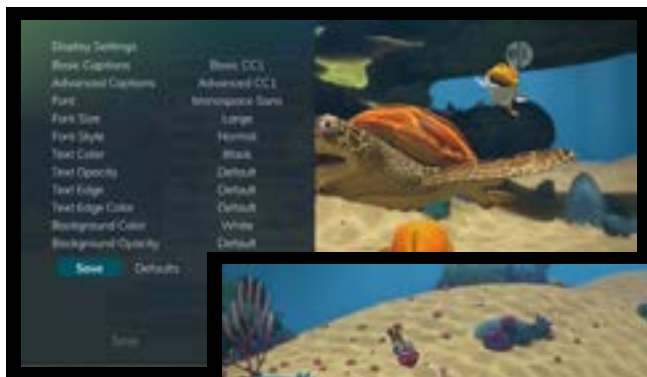 Display Settings
Basic Captions Basic CC1
Advanced Captions Advanced CC1
Font Monospace Sans
Font Size Large
Font Style Normal
Text Color Black
Text Opacity Default
Text Edge Default
Text Edge Color Default
Background Color White
Background Opacity Default
Save Defaults